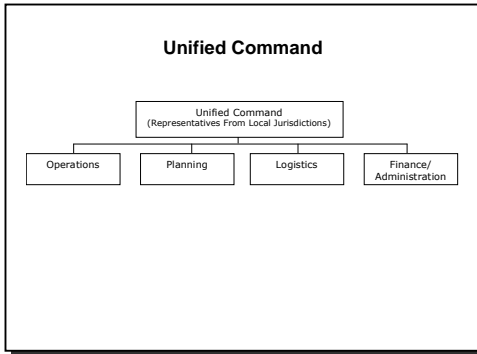 Unified Command
Unified Command
(Representatives From Local Jurisdictions)
Operations
Planning
Logistics
Finance/
Administration